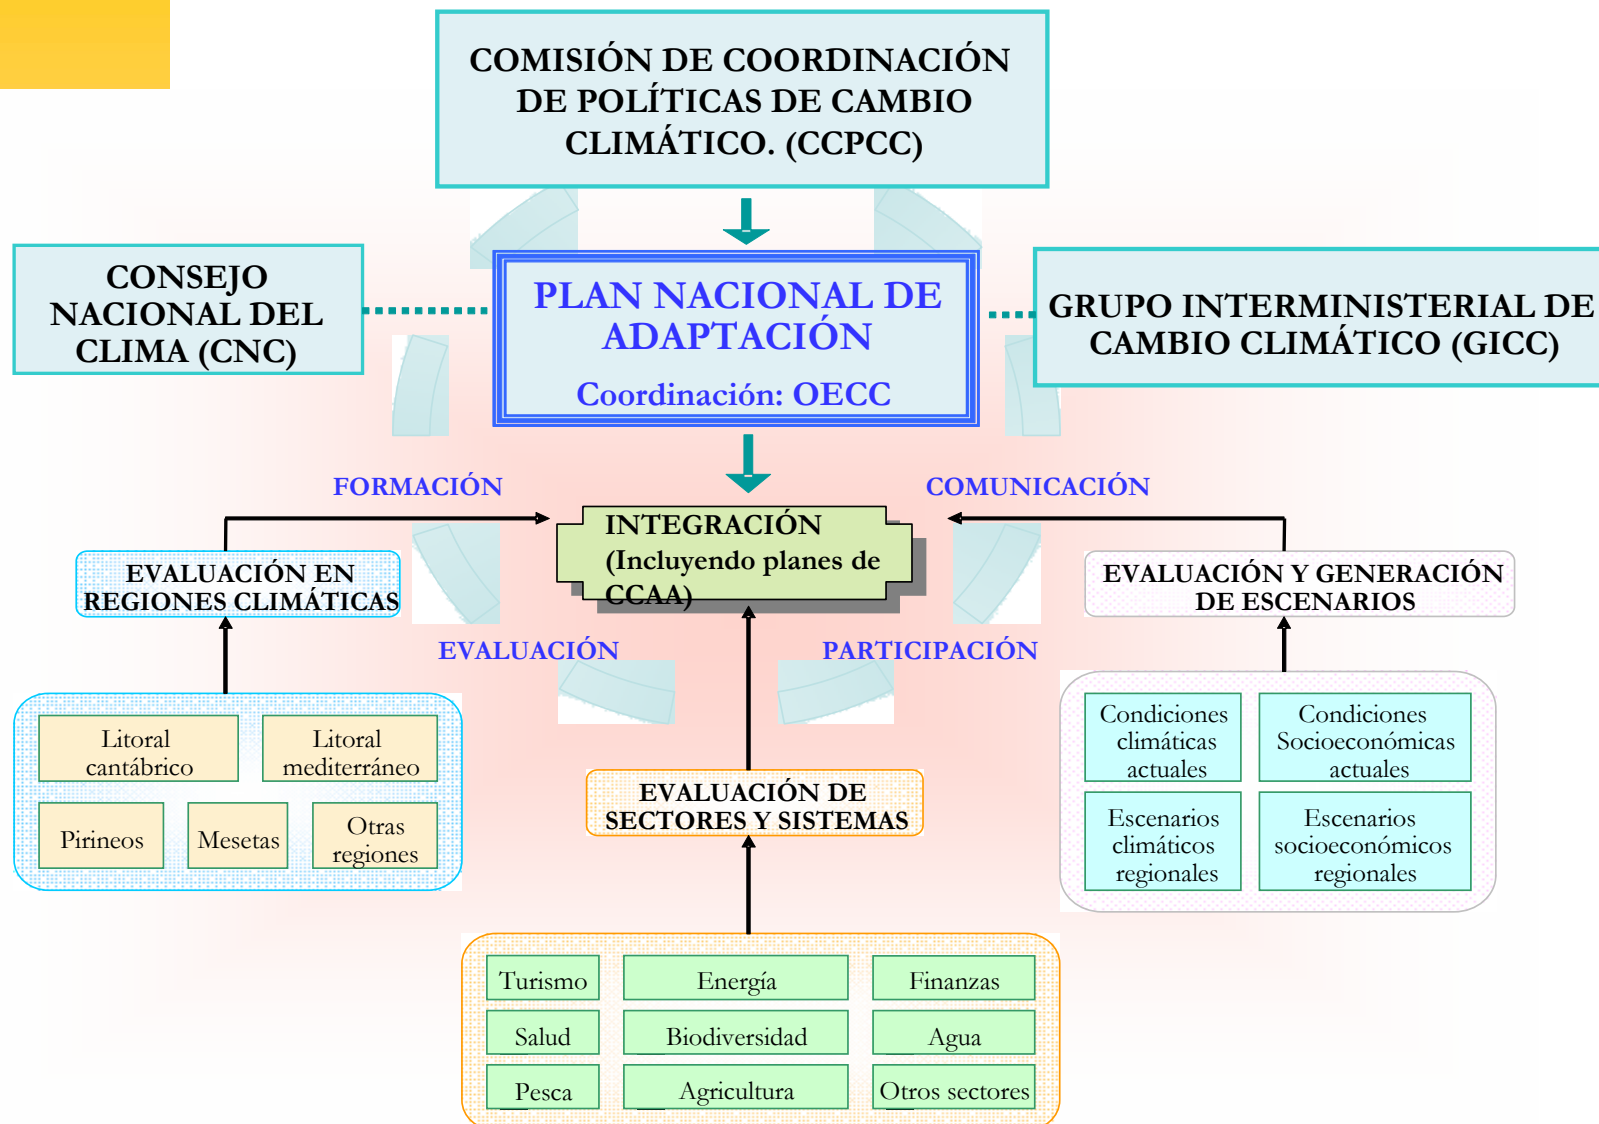 COMISIÓN DE COORDINACIÓN
DE POLÍTICAS DE CAMBIO
CLIMÁTICO. (CCPCC)
CONSEJO
NACIONAL DEL
CLIMA (CNC)
PLAN NACIONAL DE
ADAPTACIÓN
Coordinación: OECC
GRUPO INTERMINISTERIAL DE
CAMBIO CLIMÁTICO (GICC)
FORMACIÓN
COMUNICACIÓN
INTEGRACIÓN
(Incluyendo planes de
CCAA)
EVALUACIÓN EN
REGIONES CLIMÁTICAS
EVALUACIÓN Y GENERACIÓN
DE ESCENARIOS
EVALUACIÓN
PARTICIPACIÓN
Litoral
cantábrico
Litoral
mediterráneo
Pirineos
Mesetas
Otras
regiones
EVALUACIÓN DE
SECTORES Y SISTEMAS
Condiciones
climáticas
actuales
Condiciones
Socioeconómicas
actuales
Escenarios
climáticos
regionales
Escenarios
socioeconómicos
regionales
Turismo
Energía
Finanzas
Salud
Biodiversidad
Agua
Pesca
Agricultura
Otros sectores